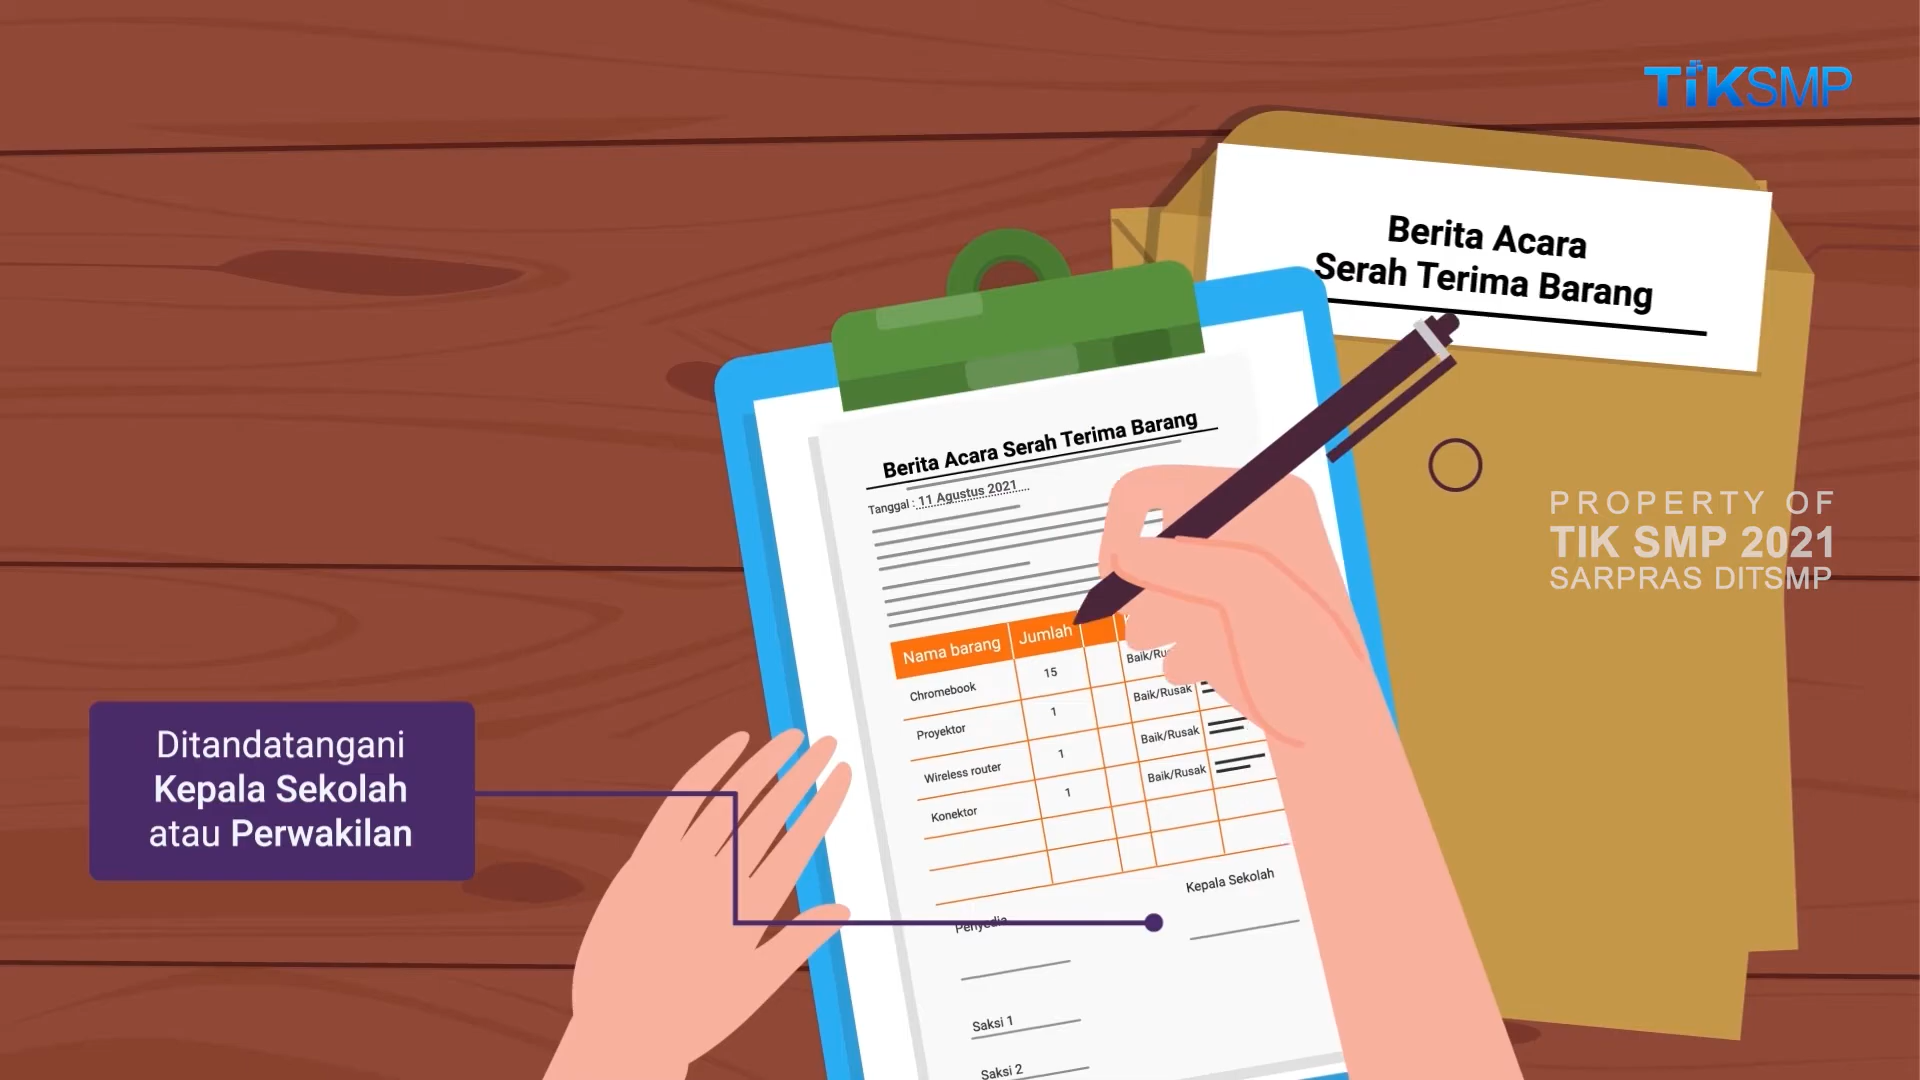 TiKSMP
Berita Acara
Serah Terima Barang
PROPERTY OF
TIK SMP 2021
SARPRAS DITSMP
Berita Acara Serah Terima Barang
Tanggal : 11 Agustus 2021
Nama barang Jumlah
Chromebook 15
Proyektor 1 Baik/Rusak
Wireless router 1 Baik/Rusak
Konektor 1 Baik/Rusak
Kepala Sekolah
Penyedia
Saksi 1
Saksi 2
Ditandatangani
Kepala Sekolah
atau Perwakilan